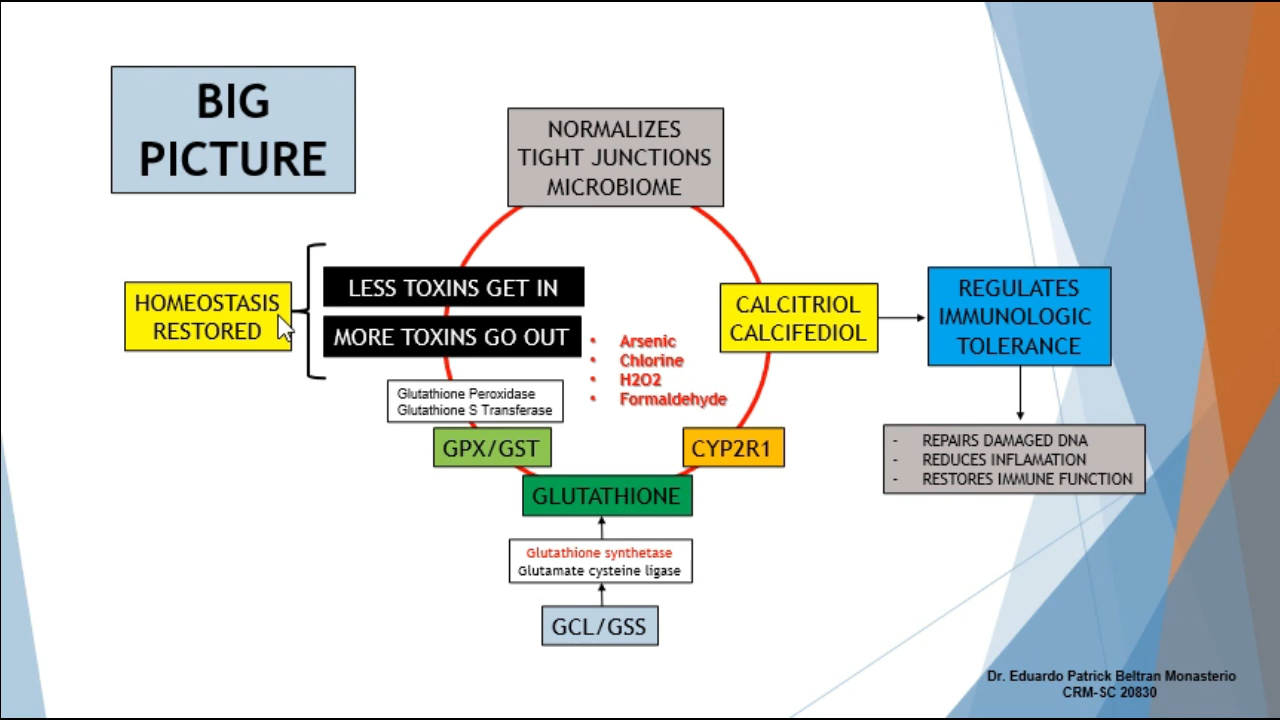 BIG
PICTURE
NORMALIZES
TIGHT JUNCTIONS
MICROBIOME
HOMEOSTASIS
RESTORED
LESS TOXINS GET IN
MORE TOXINS GO OUT
• Arsenic
• Chlorine
• H2O2
• Formaldehyde
CALCITRIOL
CALCIFEDIOL
REGULATES
IMMUNOLOGIC
TOLERANCE
Glutathione Peroxidase
Glutathione S Transferase
GPX/GST
CYP2R1
GLUTATHIONE
- REPAIRS DAMAGED DNA
- REDUCES INFLAMATION
- RESTORES IMMUNE FUNCTION
Glutathione synthetase
Glutamate cysteine ligase
GCL/GSS
Dr. Eduardo Patrick Beltran Monasterio
CRM-SC 20830